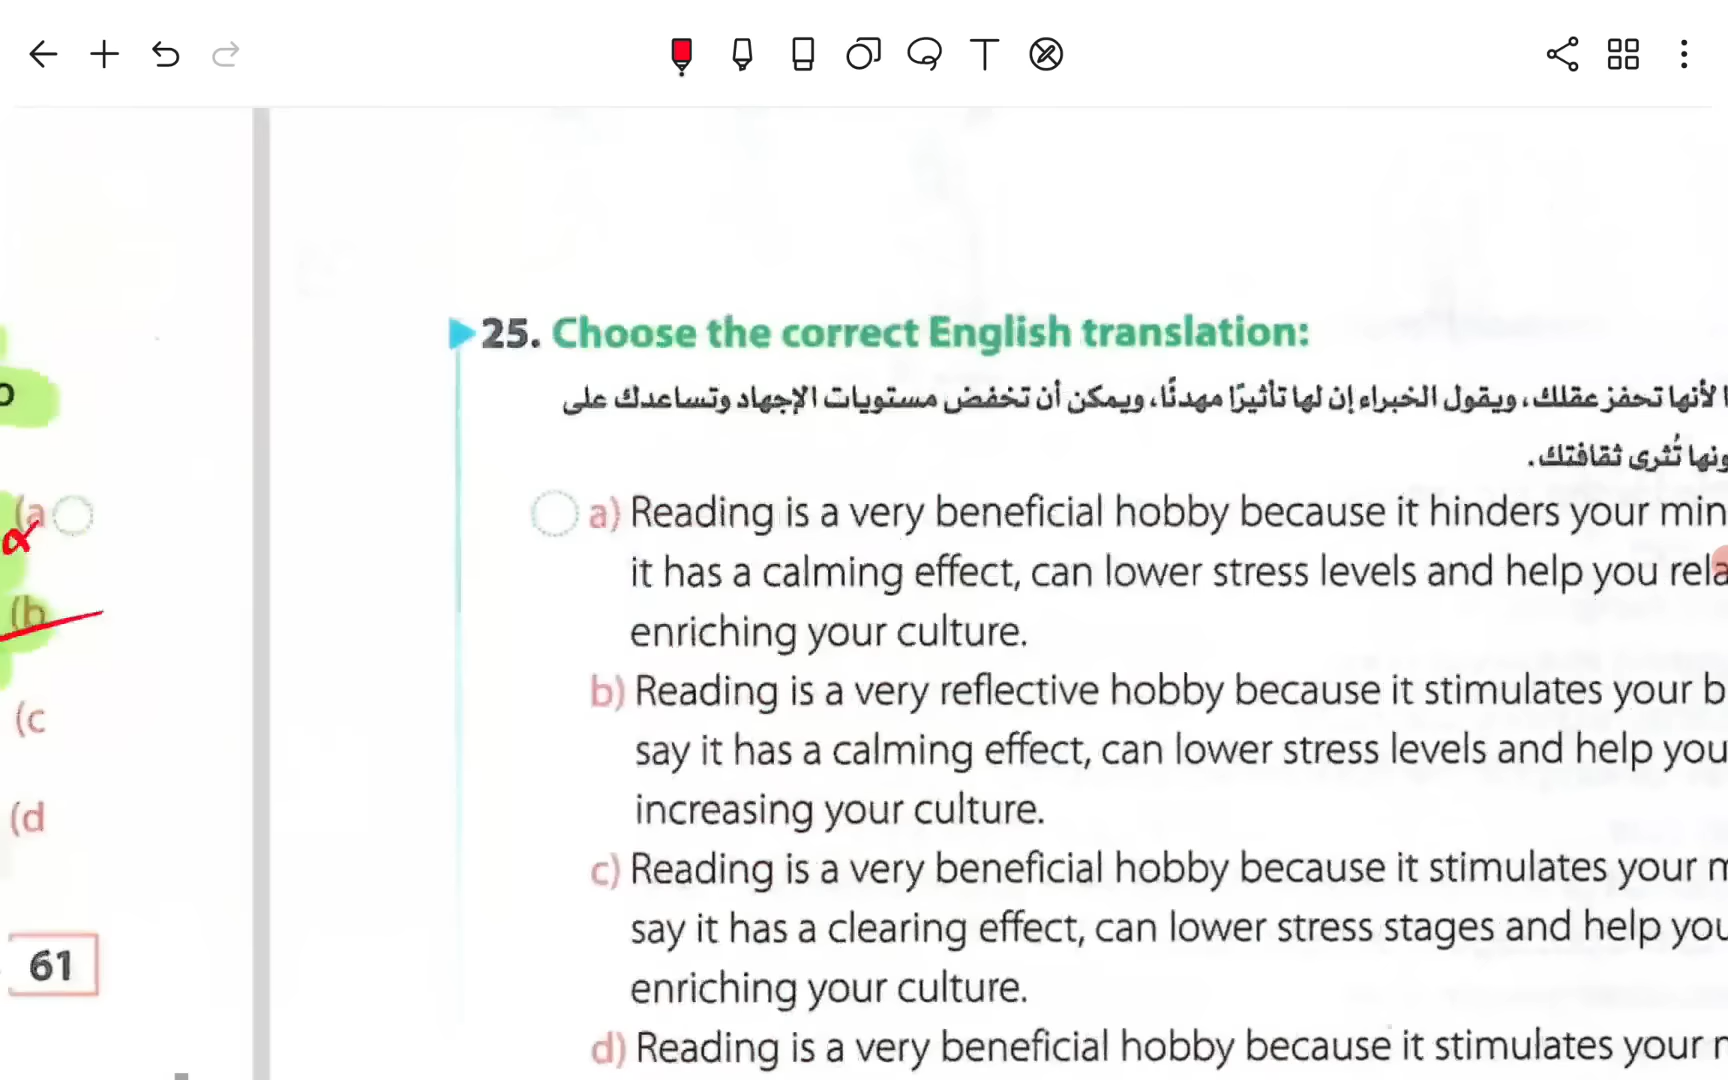 25. Choose the correct English translation:
لأنها تحفز عقلك، ويقول الخبراء إن لها تأثيرًا مهدئًا، ويمكن أن تخفض مستويات الإجهاد وتساعدك على
تُثرى ثقافتك.
a) Reading is a very beneficial hobby because it hinders your
it has a calming effect, can lower stress levels and help you
enriching your culture.
b) Reading is a very reflective hobby because it stimulates your
say it has a calming effect, can lower stress levels and help you
increasing your culture.
c) Reading is a very beneficial hobby because it stimulates your
say it has a clearing effect, can lower stress stages and help you
enriching your culture.
d) Reading is a very beneficial hobby because it stimulates your
(a
(b
(c
(d
61